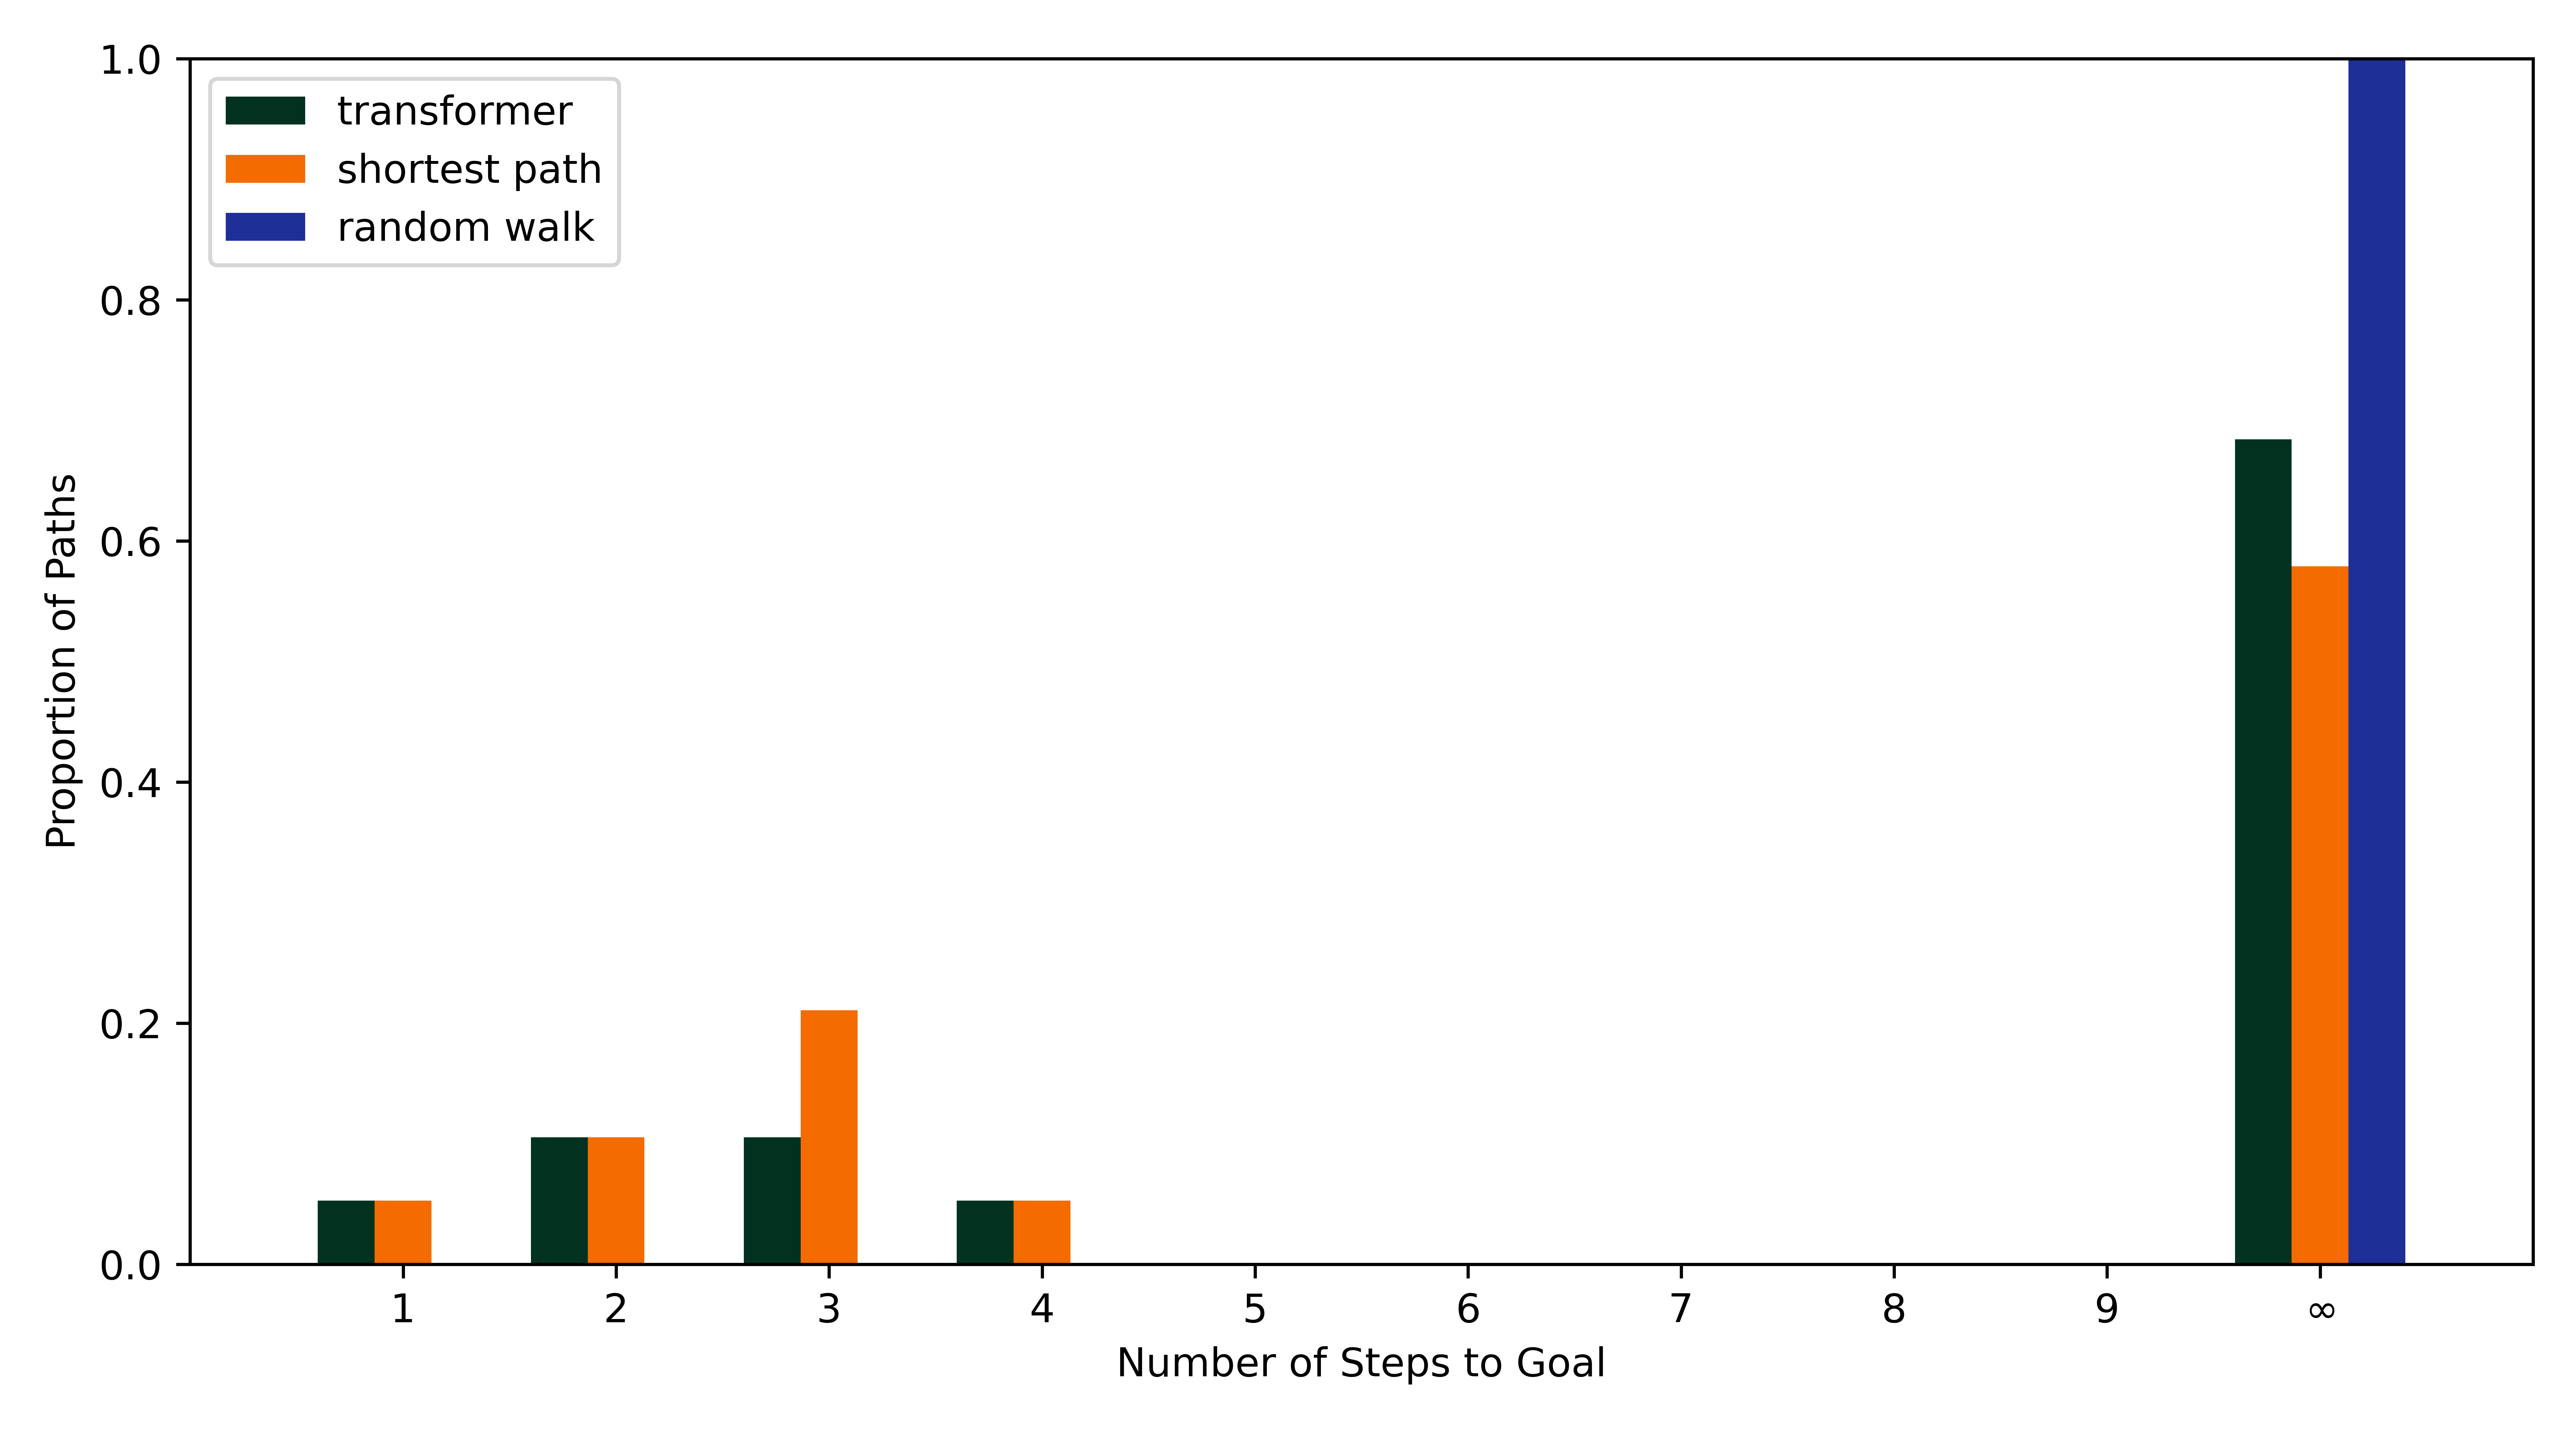 transformer
shortest path
random walk
1.0
0.8
0.6
0.4
0.2
0.0
Proportion of Paths
1 2 3 4 5 6 7 8 9 ∞
Number of Steps to Goal